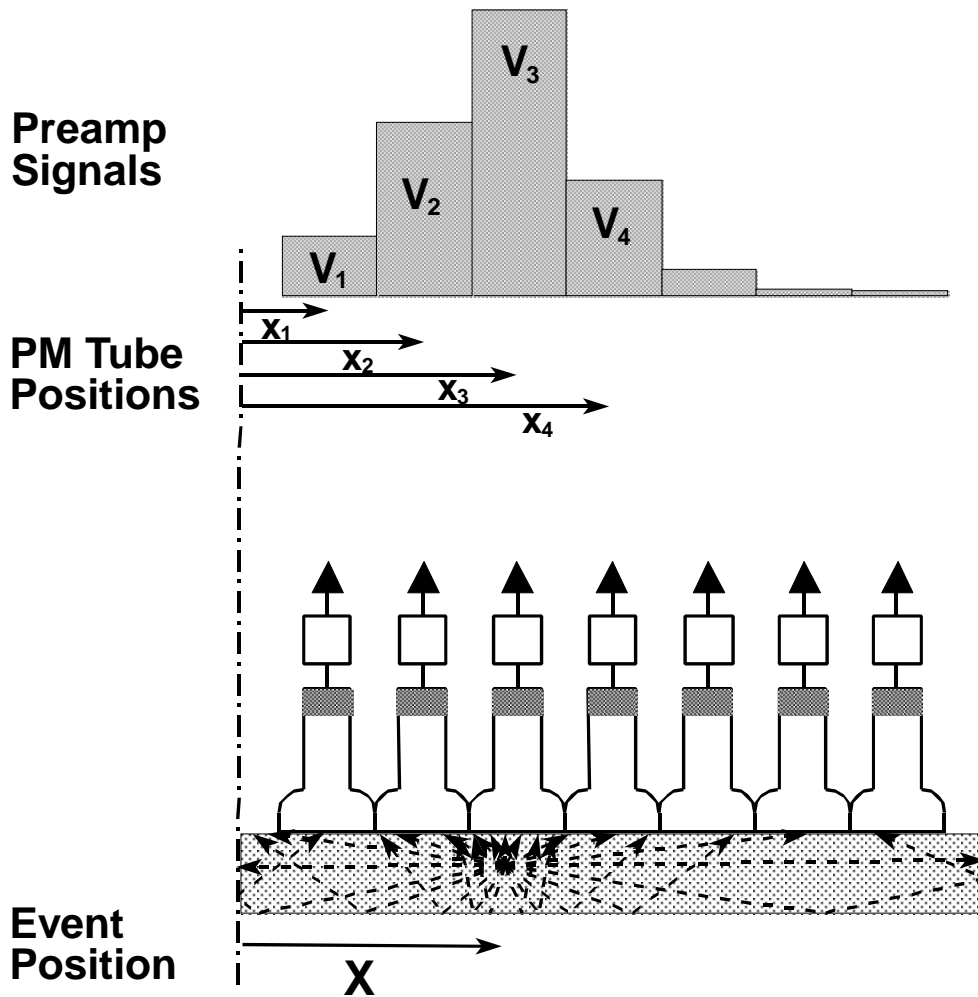 Preamp
Signals
V1
V2
V3
V4
PM Tube
Positions
x1
x2
x3
x4
Event
Position
X